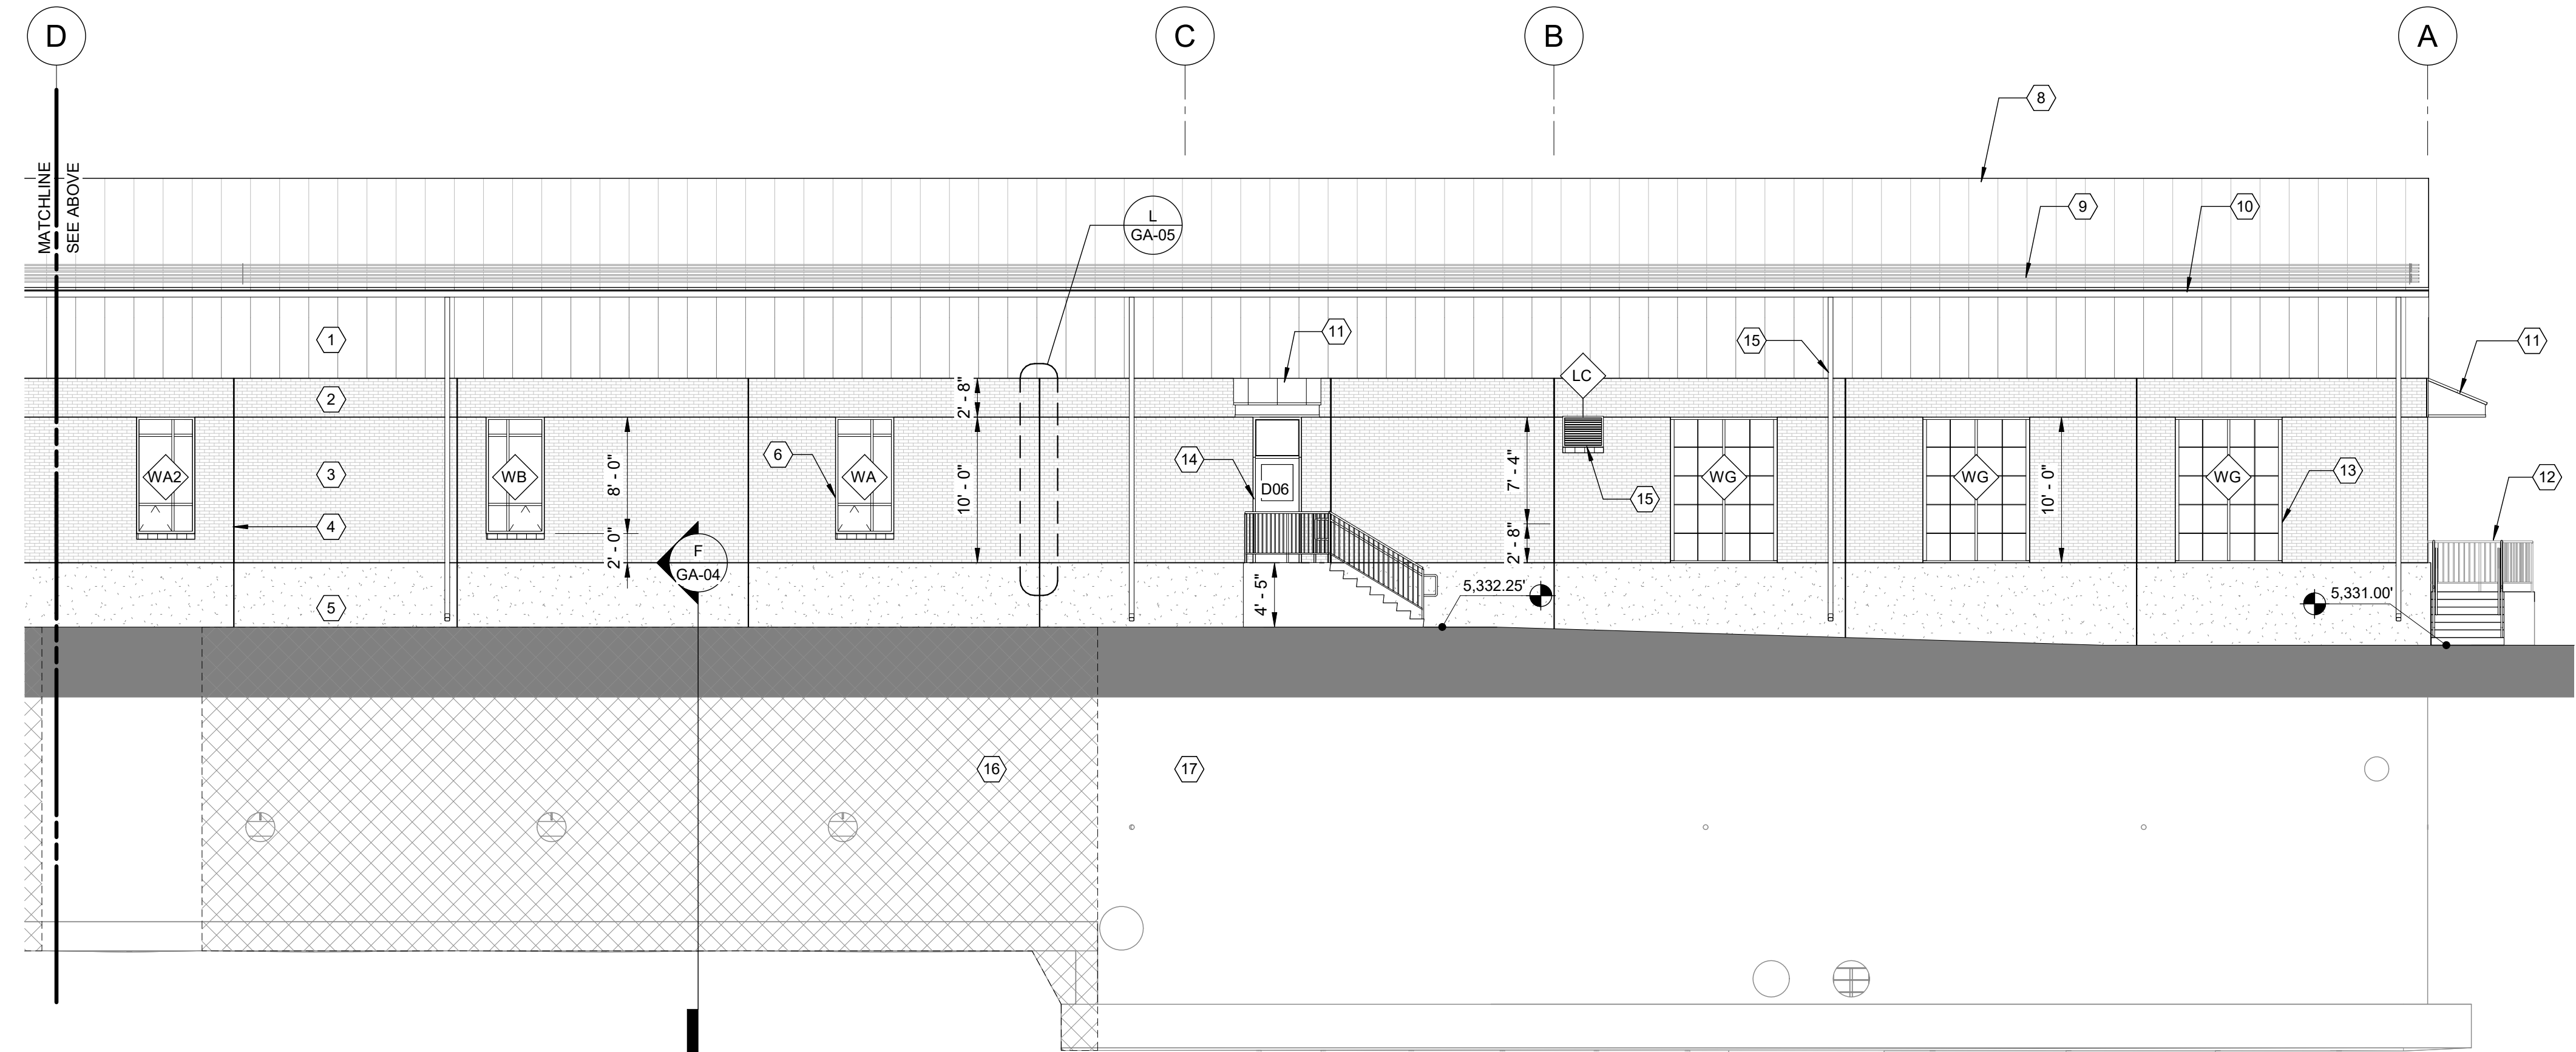 D
C
B
A
8
MATCHLINE
SEE ABOVE
9
10
L
GA-05
1
11
15
11
LC
2
2' - 8"
3
WA2
WB
8' - 0"
6
WA
10' - 0"
14
D06
7' - 4"
15
WG
WG
10' - 0"
WG
13
12
4
2' - 0"
F
GA-04
2' - 8"
5
4' - 5"
5,332.25'
5,331.00'
16
17